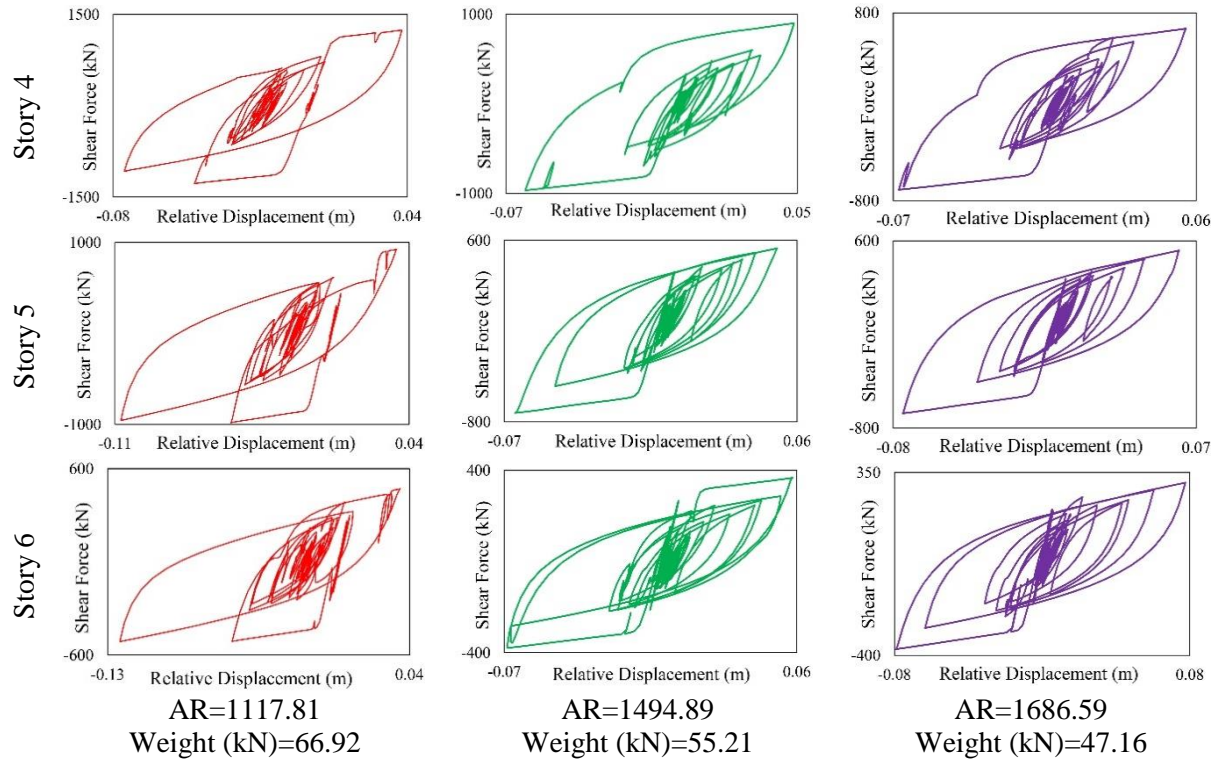 Story 4
1500
Shear Force (kN)
-1500
-0.08 Relative Displacement (m) 0.04
1000
Shear Force (kN)
-1000
-0.07 Relative Displacement (m) 0.05
800
Shear Force (kN)
-800
-0.07 Relative Displacement (m) 0.06
Story 5
1000
Shear Force (kN)
-1000
-0.11 Relative Displacement (m) 0.04
600
Shear Force (kN)
-800
-0.07 Relative Displacement (m) 0.06
600
Shear Force (kN)
-800
-0.08 Relative Displacement (m) 0.07
Story 6
600
Shear Force (kN)
-600
-0.13 Relative Displacement (m) 0.04
400
Shear Force (kN)
-400
-0.07 Relative Displacement (m) 0.06
350
Shear Force (kN)
-400
-0.08 Relative Displacement (m) 0.08
AR=1117.81
Weight (kN)=66.92
AR=1494.89
Weight (kN)=55.21
AR=1686.59
Weight (kN)=47.16